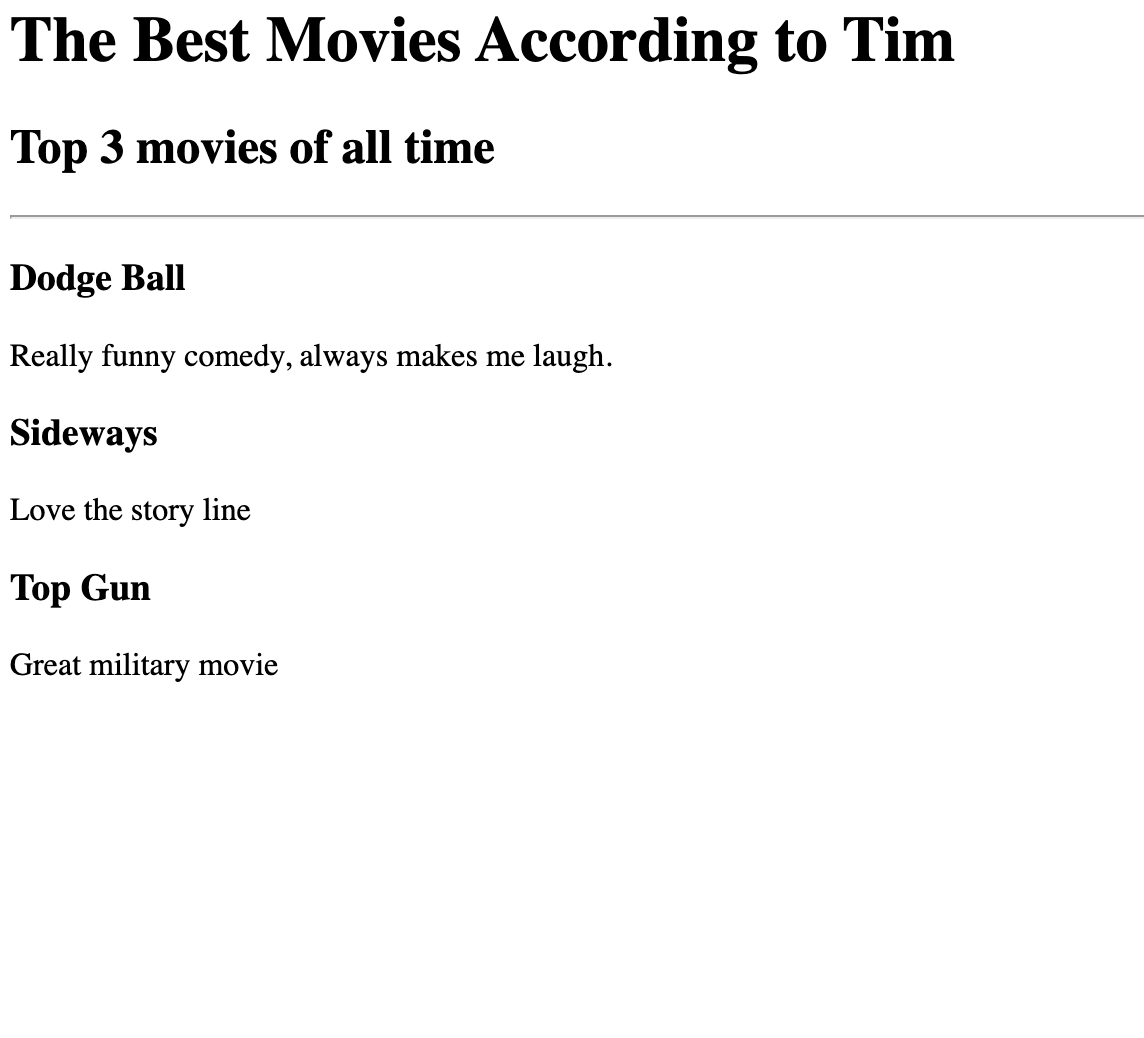 The Best Movies According to Tim
Top 3 movies of all time
Dodge Ball
Really funny comedy, always makes me laugh.
Sideways
Love the story line
Top Gun
Great military movie